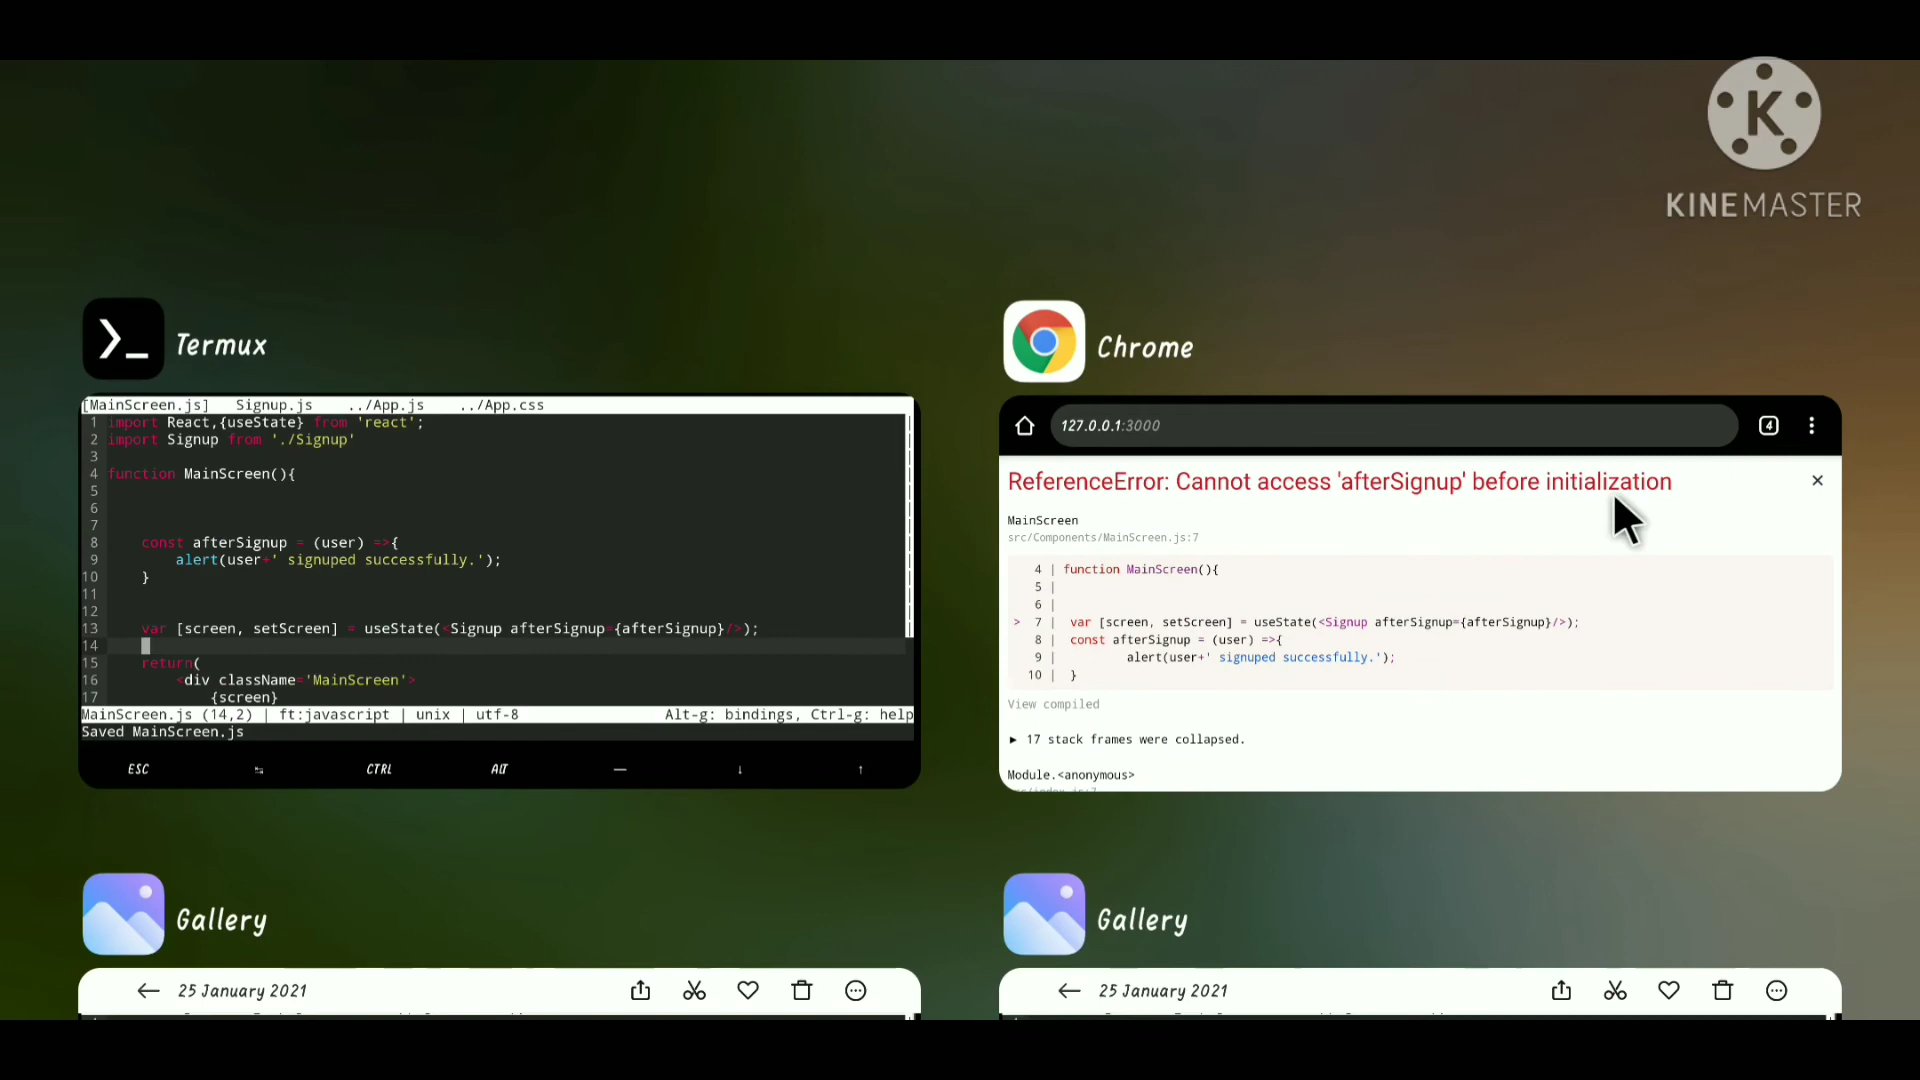 K
KINEMASTER
Termux
[MainScreen.js] Signup.js ../App.js ../App.css
1 import React,{useState} from 'react';
2 import Signup from './Signup'
3
4 function MainScreen(){
5
6
7
8 const afterSignup = (user) =>{
9 alert(user+' signuped successfully.');
10 }
11
12
13 var [screen, setScreen] = useState(<Signup afterSignup={afterSignup}/>);
14
15 return(
16 <div className='MainScreen'>
17 {screen}
MainScreen.js (14,2) | ft:javascript | unix | utf-8 Alt-g: bindings, Ctrl-g: help
Saved MainScreen.js
ESC ↹ CTRL ALT — ↓ ↑
Chrome
127.0.0.1:3000 4
ReferenceError: Cannot access 'afterSignup' before initialization ×
MainScreen
src/Components/MainScreen.js:7
4 | function MainScreen(){
5 |
6 |
> 7 | var [screen, setScreen] = useState(<Signup afterSignup={afterSignup}/>);
8 | const afterSignup = (user) =>{
9 | alert(user+' signuped successfully.');
10 | }
View compiled
▶ 17 stack frames were collapsed.
Module.<anonymous>
Gallery
25 January 2021
Gallery
25 January 2021